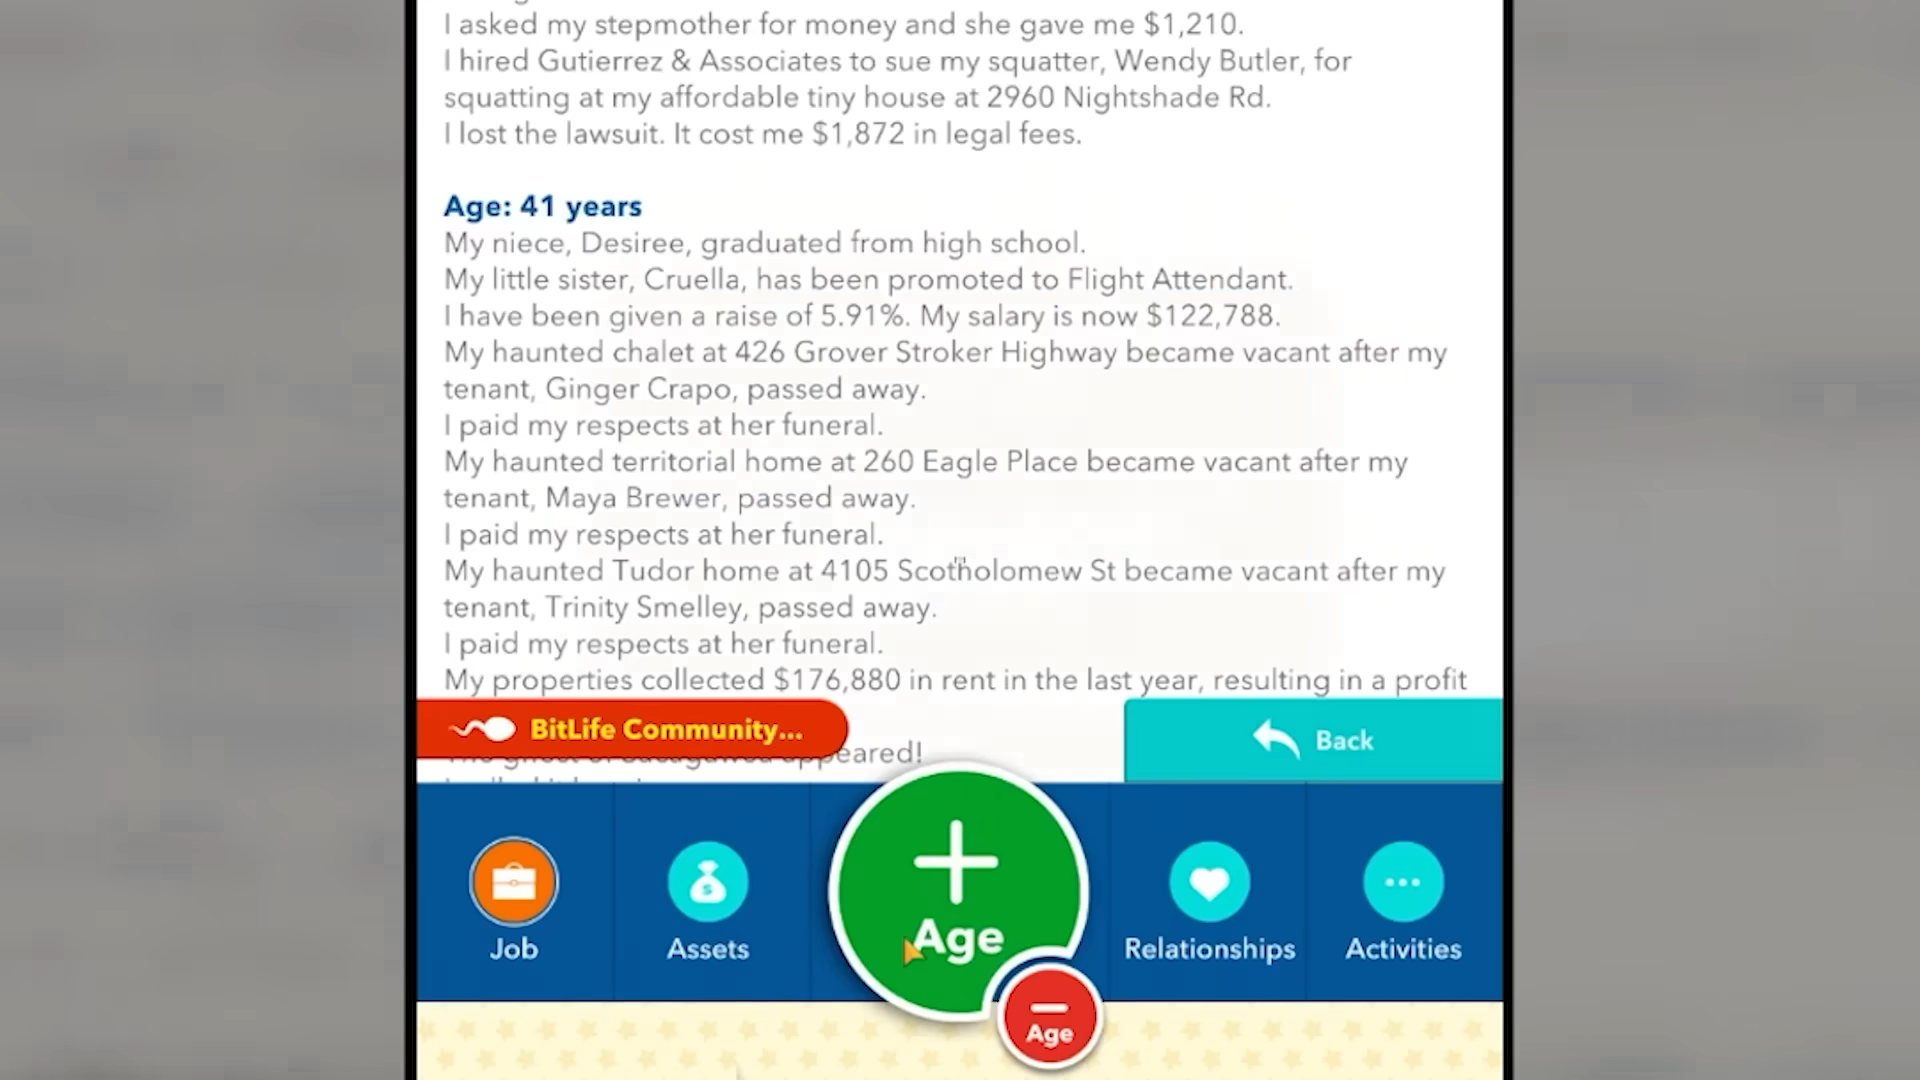 I asked my stepmother for money and she gave me $1,210.
I hired Gutierrez & Associates to sue my squatter, Wendy Butler, for
squatting at my affordable tiny house at 2960 Nightshade Rd.
I lost the lawsuit. It cost me $1,872 in legal fees.
Age: 41 years
My niece, Desiree, graduated from high school.
My little sister, Cruella, has been promoted to Flight Attendant.
I have been given a raise of 5.91%. My salary is now $122,788.
My haunted chalet at 426 Grover Stroker Highway became vacant after my
tenant, Ginger Crapo, passed away.
I paid my respects at her funeral.
My haunted territorial home at 260 Eagle Place became vacant after my
tenant, Maya Brewer, passed away.
I paid my respects at her funeral.
My haunted Tudor home at 4105 Scotholomew St became vacant after my
tenant, Trinity Smelley, passed away.
I paid my respects at her funeral.
My properties collected $176,880 in rent in the last year, resulting in a profit
BitLife Community...
Back
Age
Job
Assets
Relationships
Activities
Age